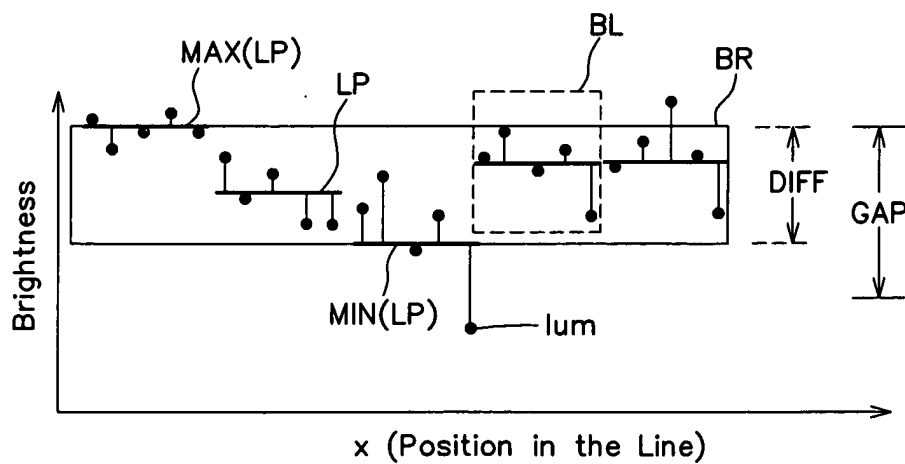 BL
MAX(LP)
BR
LP
DIFF
GAP
Brightness
MIN(LP)
lum
x (Position in the Line)